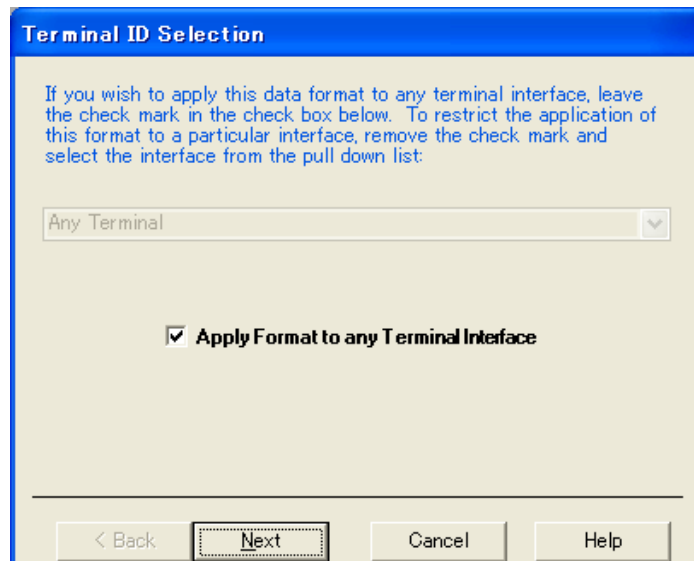 Terminal ID Selection
If you wish to apply this data format to any terminal interface, leave
the check mark in the check box below. To restrict the application of
this format to a particular interface, remove the check mark and
select the interface from the pull down list:
Any Terminal
Apply Format to any Terminal Interface
< Back Next Cancel Help